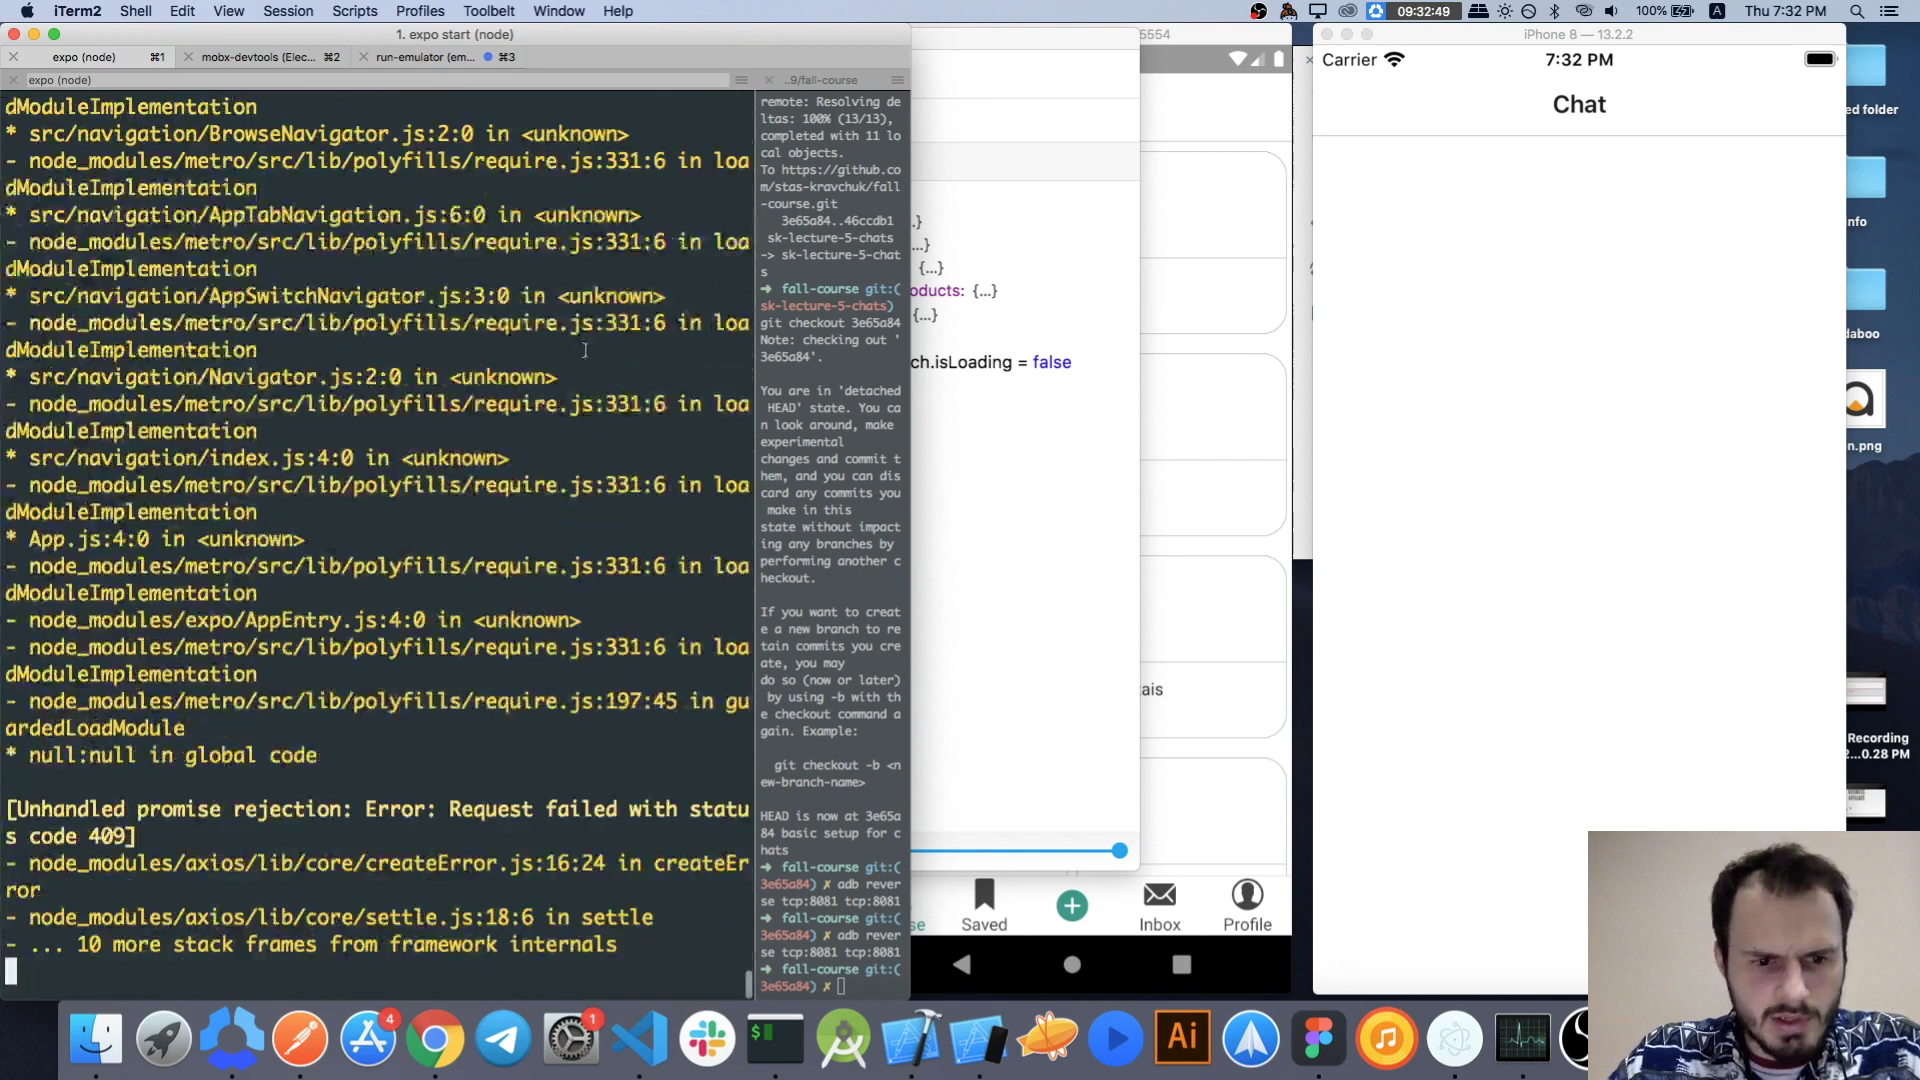 iTerm2 Shell Edit View Session Scripts Profiles Toolbelt Window Help
09:32:49 100% A Thu 7:32 PM
1. expo start (node)
expo (node) ⌘1
mobx-devtools (Elec... ⌘2
run-emulator (em... ⌘3
expo (node)
..9/fall-course
dModuleImplementation
* src/navigation/BrowseNavigator.js:2:0 in <unknown>
- node_modules/metro/src/lib/polyfills/require.js:331:6 in loa
dModuleImplementation
* src/navigation/AppTabNavigation.js:6:0 in <unknown>
- node_modules/metro/src/lib/polyfills/require.js:331:6 in loa
dModuleImplementation
* src/navigation/AppSwitchNavigator.js:3:0 in <unknown>
- node_modules/metro/src/lib/polyfills/require.js:331:6 in loa
dModuleImplementation
* src/navigation/Navigator.js:2:0 in <unknown>
- node_modules/metro/src/lib/polyfills/require.js:331:6 in loa
dModuleImplementation
* src/navigation/index.js:4:0 in <unknown>
- node_modules/metro/src/lib/polyfills/require.js:331:6 in loa
dModuleImplementation
* App.js:4:0 in <unknown>
- node_modules/metro/src/lib/polyfills/require.js:331:6 in loa
dModuleImplementation
- node_modules/expo/AppEntry.js:4:0 in <unknown>
- node_modules/metro/src/lib/polyfills/require.js:331:6 in loa
dModuleImplementation
- node_modules/metro/src/lib/polyfills/require.js:197:45 in gu
ardedLoadModule
* null:null in global code
[Unhandled promise rejection: Error: Request failed with statu
s code 409]
- node_modules/axios/lib/core/createError.js:16:24 in createEr
ror
- node_modules/axios/lib/core/settle.js:18:6 in settle
- ... 10 more stack frames from framework internals
remote: Resolving de
ltas: 100% (13/13),
completed with 11 lo
cal objects.
To https://github.co
m/stas-kravchuk/fall
-course.git
3e65a84..46ccdb1
sk-lecture-5-chats
-> sk-lecture-5-chat
s
➜ fall-course git:(
sk-lecture-5-chats)
git checkout 3e65a84
Note: checking out '
3e65a84'.
You are in 'detached
HEAD' state. You ca
n look around, make
experimental
changes and commit t
hem, and you can dis
card any commits you
make in this
state without impact
ing any branches by
performing another c
heckout.
If you want to creat
e a new branch to re
tain commits you cre
ate, you may
do so (now or later)
by using -b with th
e checkout command a
gain. Example:
git checkout -b <n
ew-branch-name>
HEAD is now at 3e65a
84 basic setup for c
hats
➜ fall-course git:(
3e65a84) ✗ adb rever
se tcp:8081 tcp:8081
➜ fall-course git:(
3e65a84) ✗ adb rever
se tcp:8081 tcp:8081
➜ fall-course git:(
3e65a84) ✗
.}
...}
{...}
oducts: {...}
{...}
ch.isLoading = false
5554
ais
se
Saved
Inbox
Profile
iPhone 8 — 13.2.2
Carrier 7:32 PM
Chat
ed folder
nfo
daboo
n.png
Recording
2...0.28 PM
4
1
$
Ai